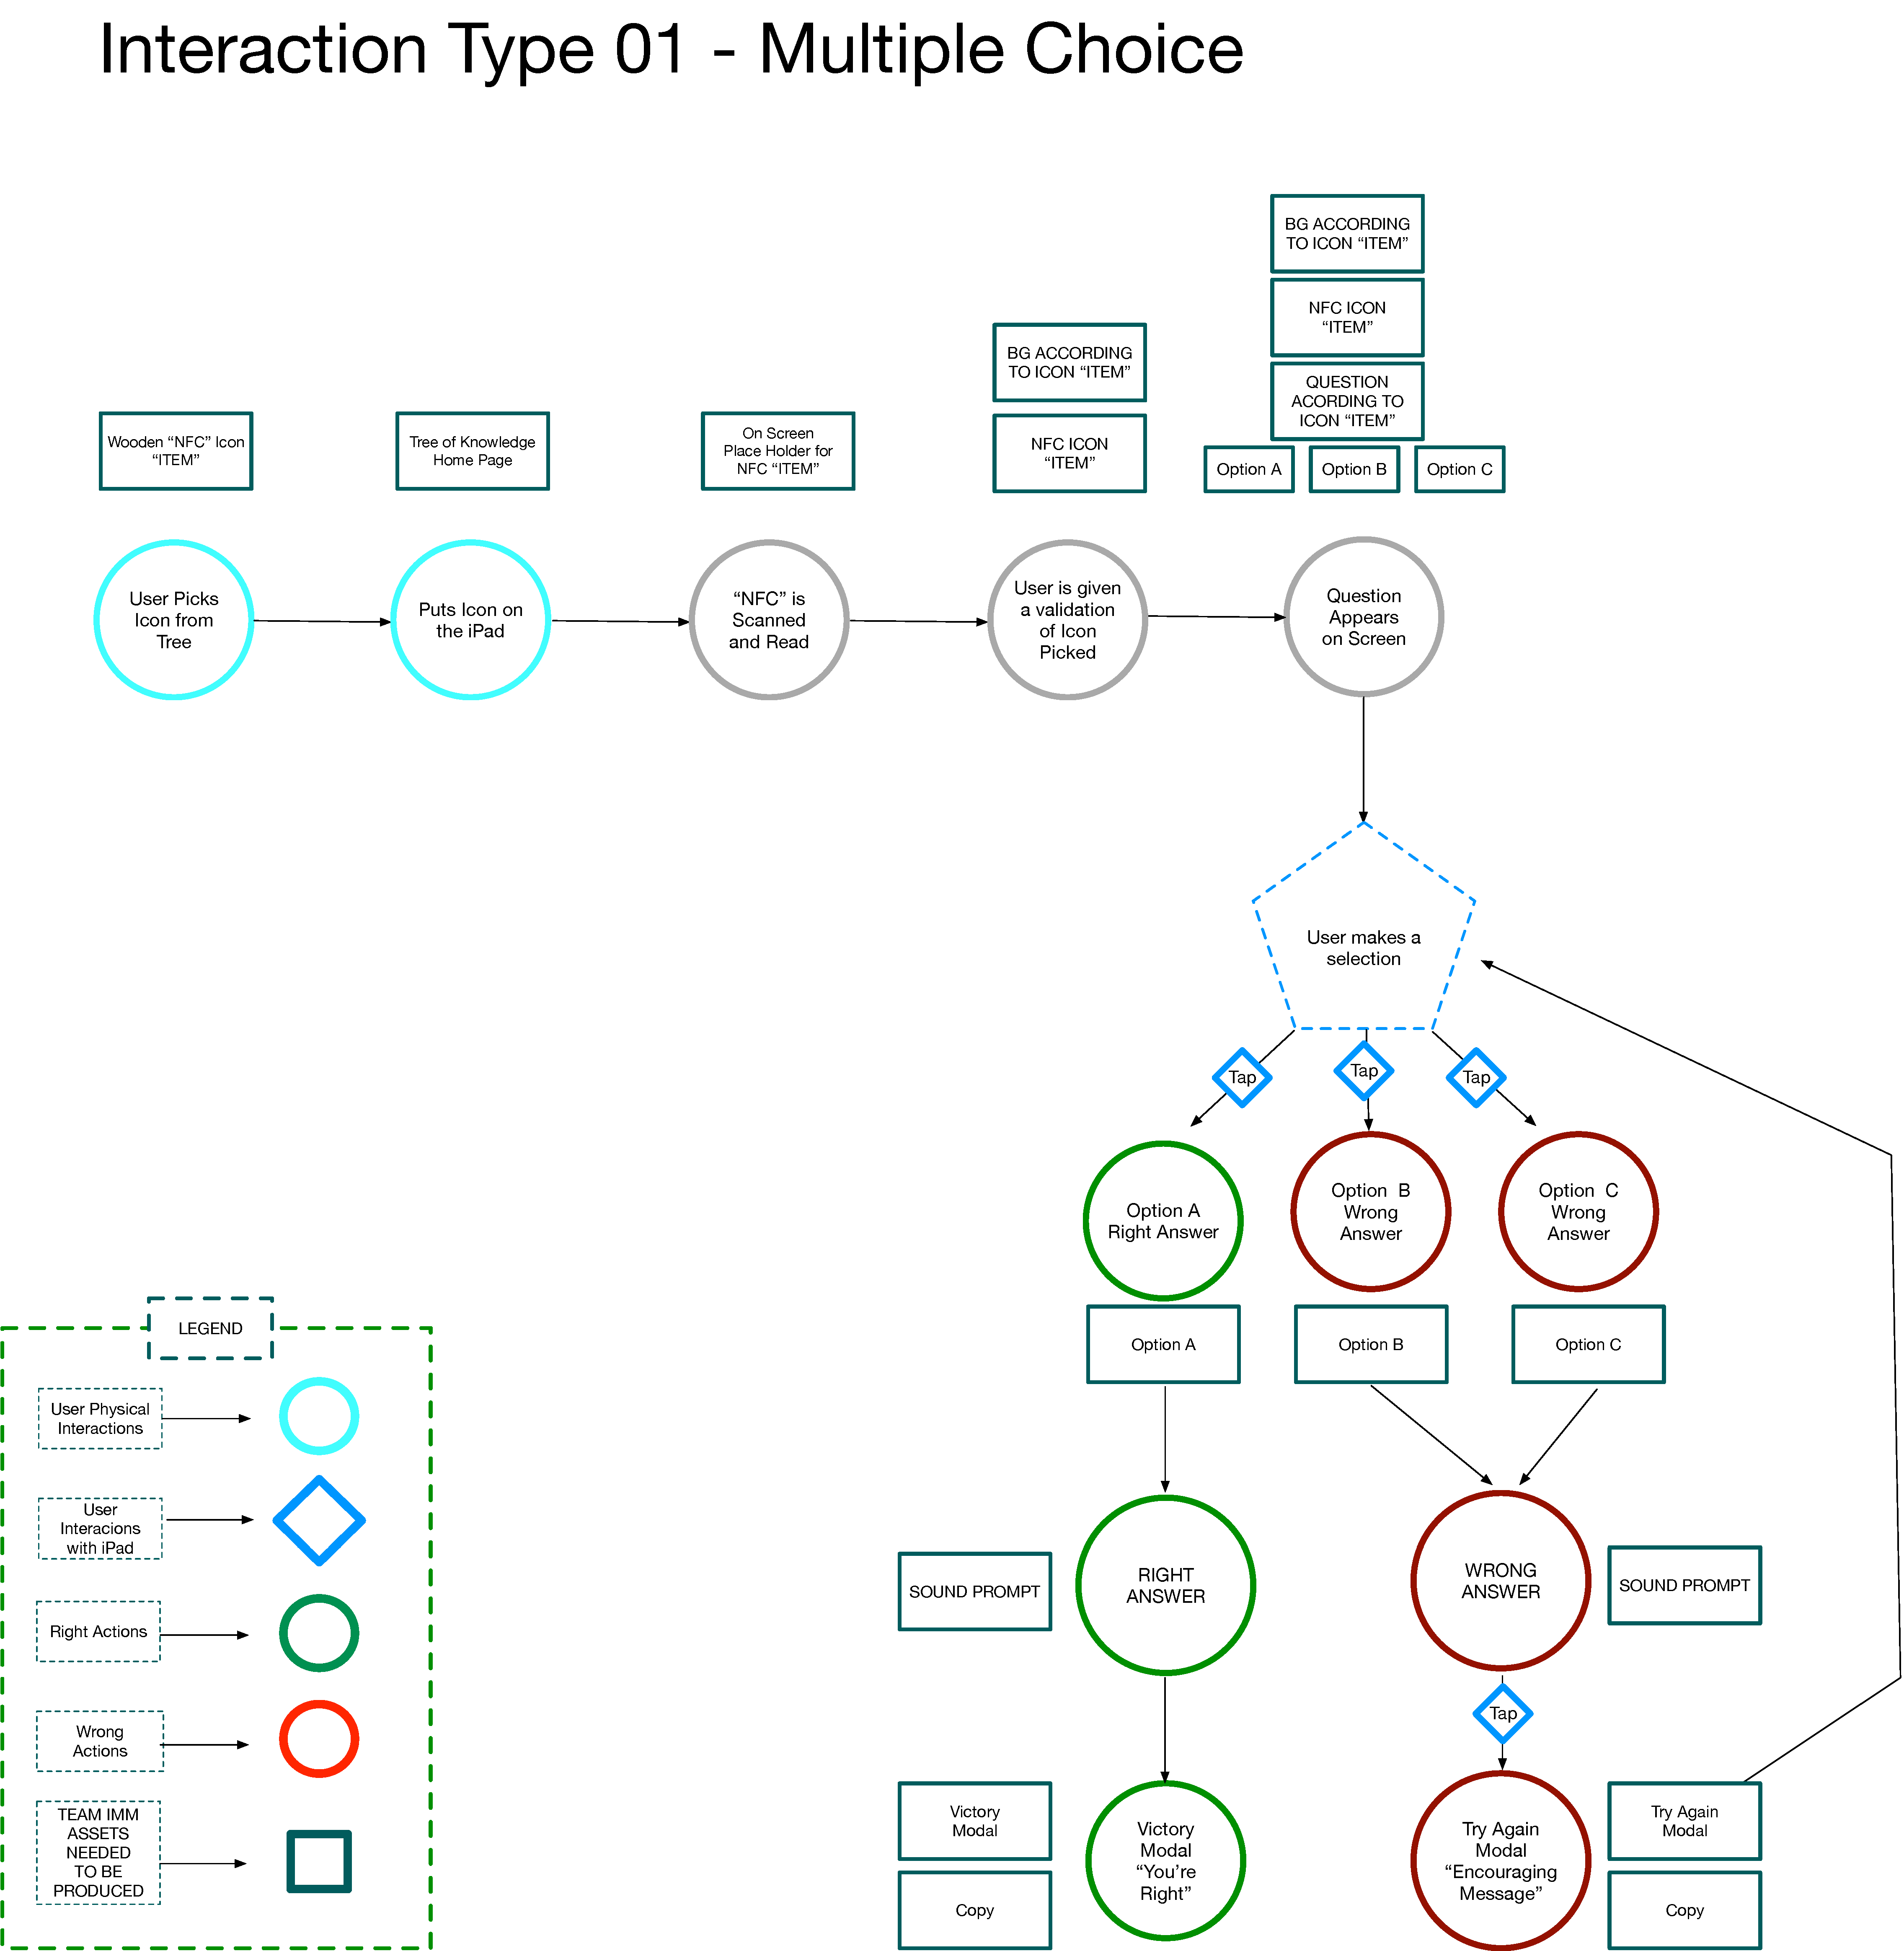 Interaction Type 01 - Multiple Choice
BG ACCORDING
TO ICON “ITEM”
NFC ICON
“ITEM”
QUESTION
ACORDING TO
ICON “ITEM”
Option A
Option B
Option C
BG ACCORDING
TO ICON “ITEM”
NFC ICON
“ITEM”
Wooden “NFC” Icon
“ITEM”
Tree of Knowledge
Home Page
On Screen
Place Holder for
NFC “ITEM”
User Picks
Icon from
Tree
Puts Icon on
the iPad
“NFC” is
Scanned
and Read
User is given
a validation
of Icon
Picked
Question
Appears
on Screen
User makes a
selection
Tap
Tap
Tap
Option A
Right Answer
Option B
Wrong
Answer
Option C
Wrong
Answer
Option A
Option B
Option C
SOUND PROMPT
RIGHT
ANSWER
WRONG
ANSWER
SOUND PROMPT
Tap
Victory
Modal
Copy
Victory
Modal
“You’re
Right”
Try Again
Modal
“Encouraging
Message”
Try Again
Modal
Copy
LEGEND
User Physical
Interactions
User
Interacions
with iPad
Right Actions
Wrong
Actions
TEAM IMM
ASSETS
NEEDED
TO BE
PRODUCED